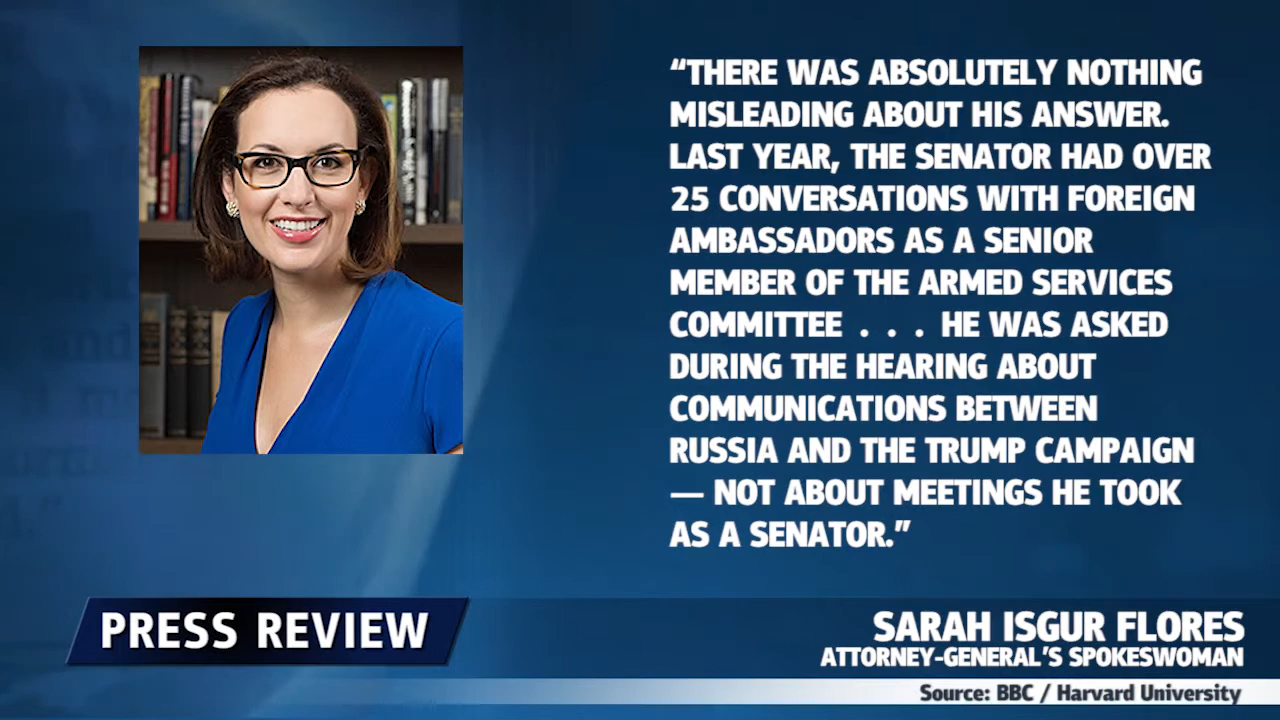 “THERE WAS ABSOLUTELY NOTHING
MISLEADING ABOUT HIS ANSWER.
LAST YEAR, THE SENATOR HAD OVER
25 CONVERSATIONS WITH FOREIGN
AMBASSADORS AS A SENIOR
MEMBER OF THE ARMED SERVICES
COMMITTEE . . . HE WAS ASKED
DURING THE HEARING ABOUT
COMMUNICATIONS BETWEEN
RUSSIA AND THE TRUMP CAMPAIGN
— NOT ABOUT MEETINGS HE TOOK
AS A SENATOR.”
PRESS REVIEW
SARAH ISGUR FLORES
ATTORNEY-GENERAL’S SPOKESWOMAN
Source: BBC / Harvard University